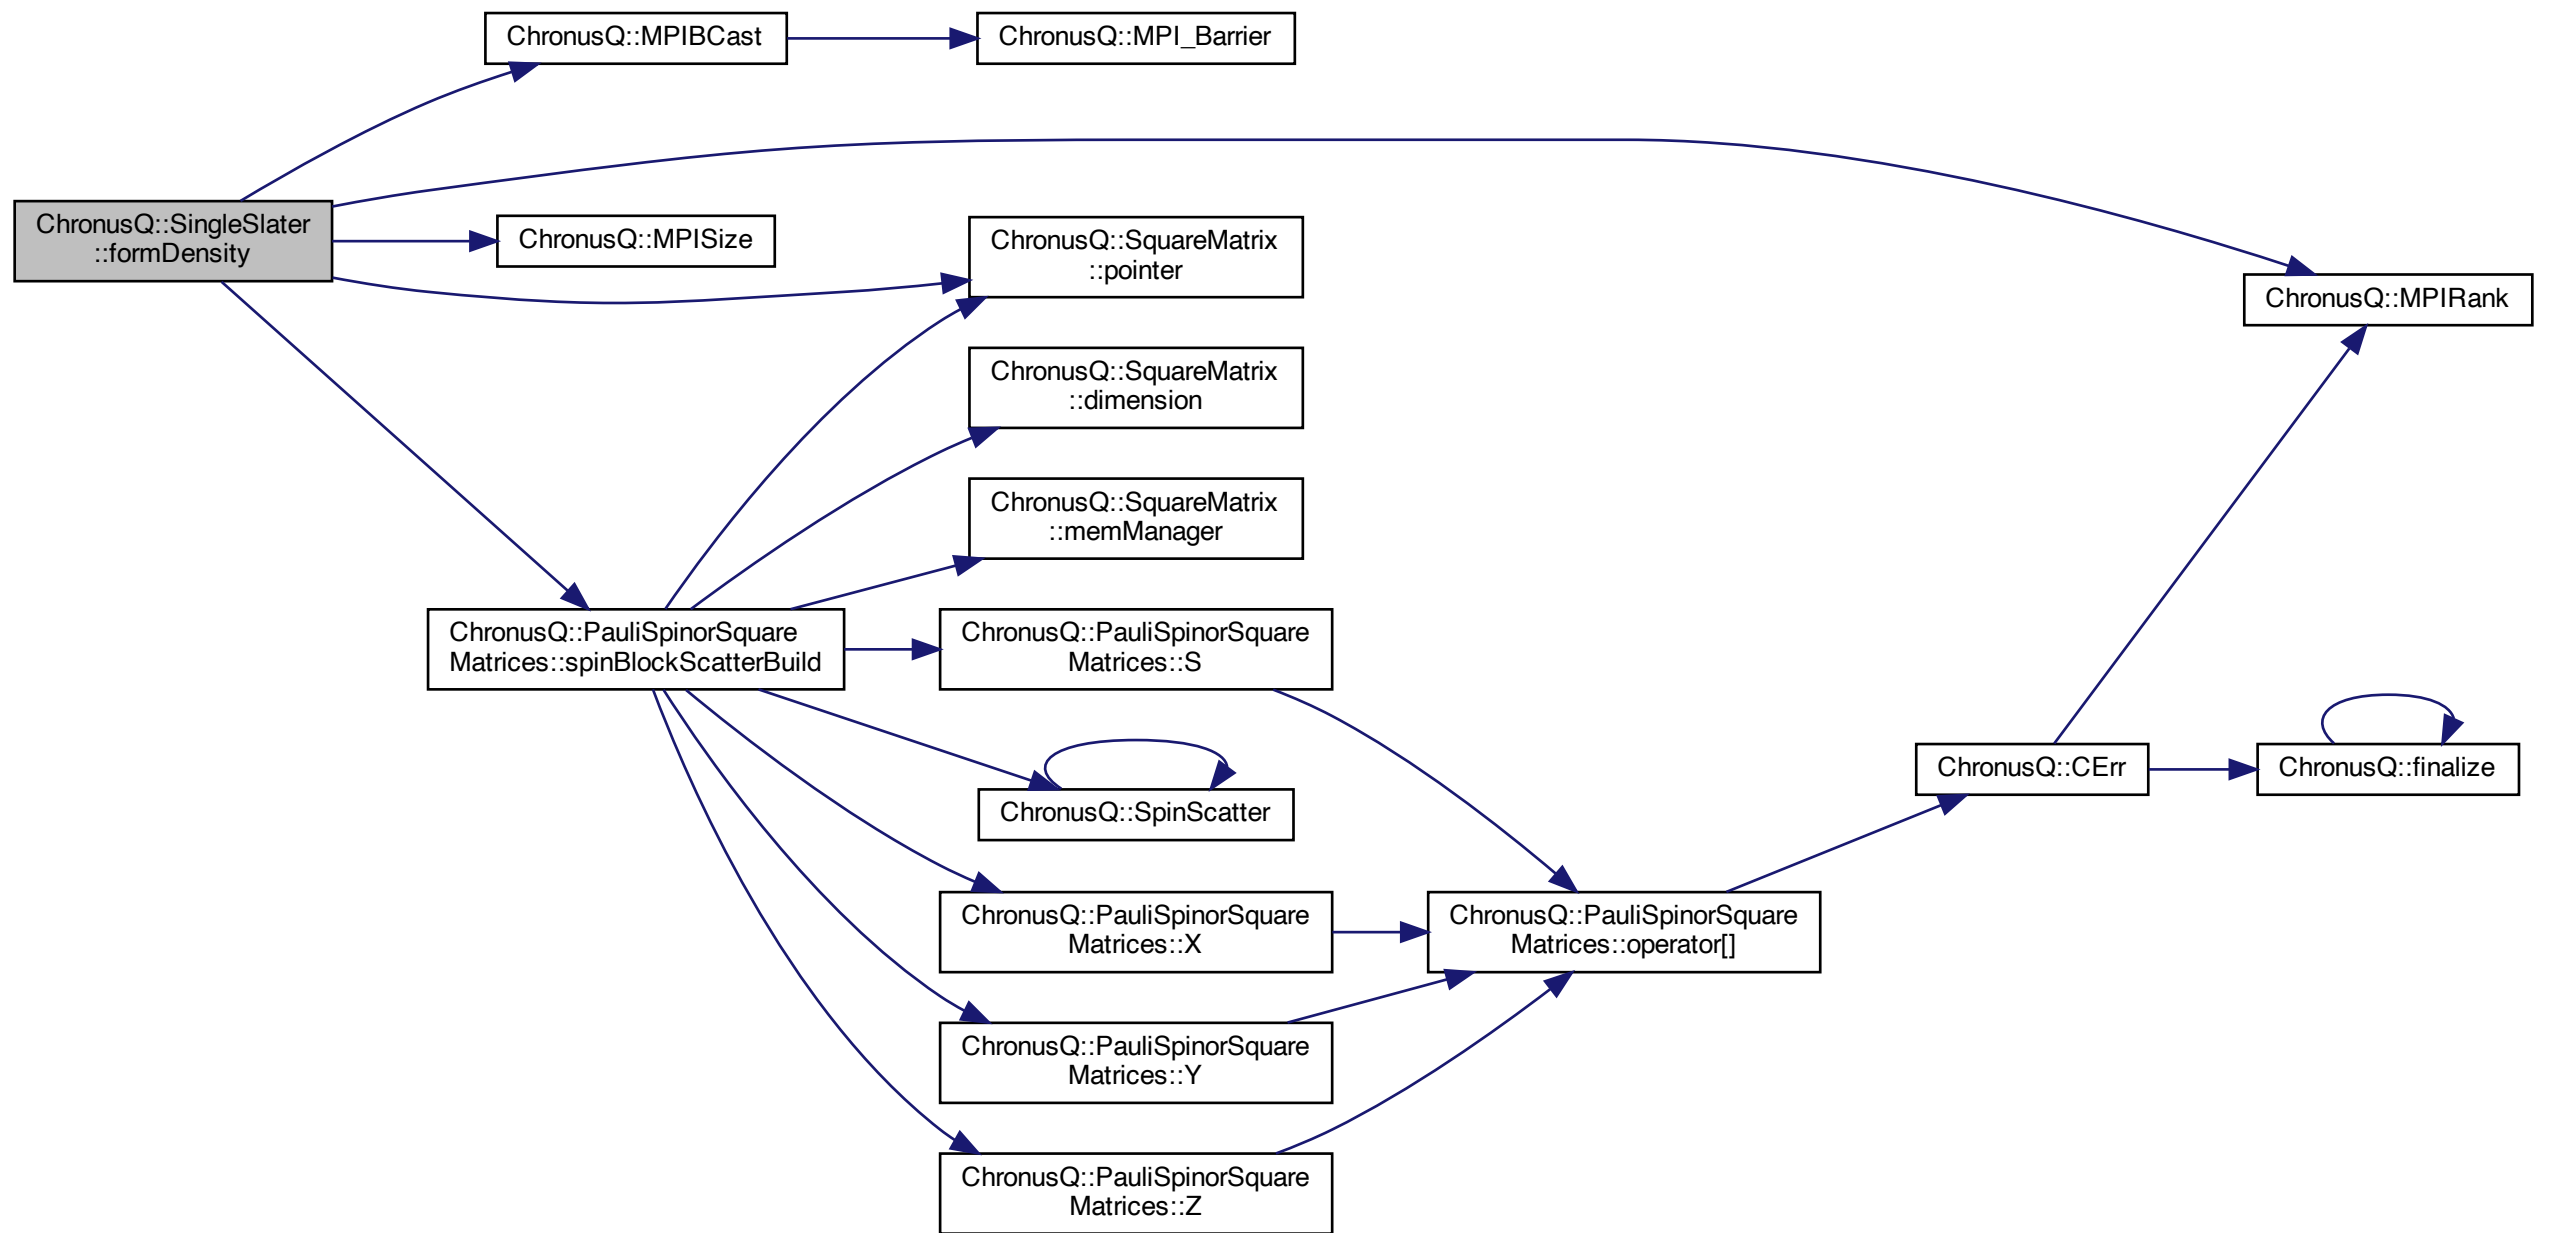 ChronusQ::MPIBCast
ChronusQ::MPI_Barrier
ChronusQ::SingleSlater
::formDensity
ChronusQ::MPISize
ChronusQ::SquareMatrix
::pointer
ChronusQ::MPIRank
ChronusQ::SquareMatrix
::dimension
ChronusQ::SquareMatrix
::memManager
ChronusQ::PauliSpinorSquare
Matrices::spinBlockScatterBuild
ChronusQ::PauliSpinorSquare
Matrices::S
ChronusQ::CErr
ChronusQ::finalize
ChronusQ::SpinScatter
ChronusQ::PauliSpinorSquare
Matrices::X
ChronusQ::PauliSpinorSquare
Matrices::operator[]
ChronusQ::PauliSpinorSquare
Matrices::Y
ChronusQ::PauliSpinorSquare
Matrices::Z